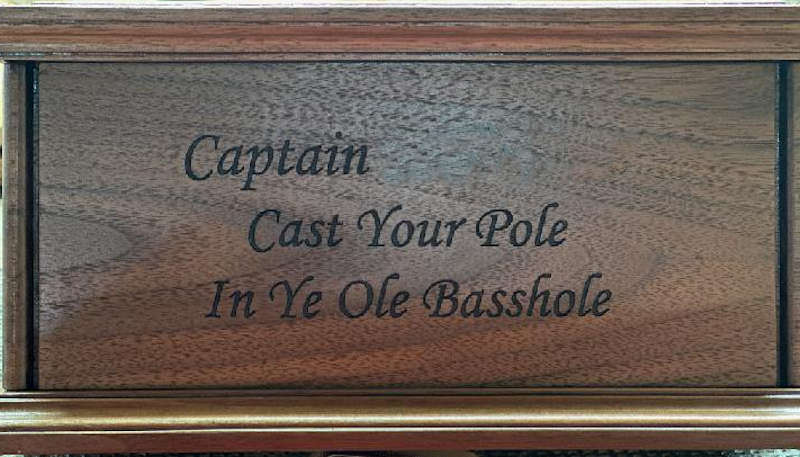 Captain
Cast Your Pole
In Ye Ole Basshole